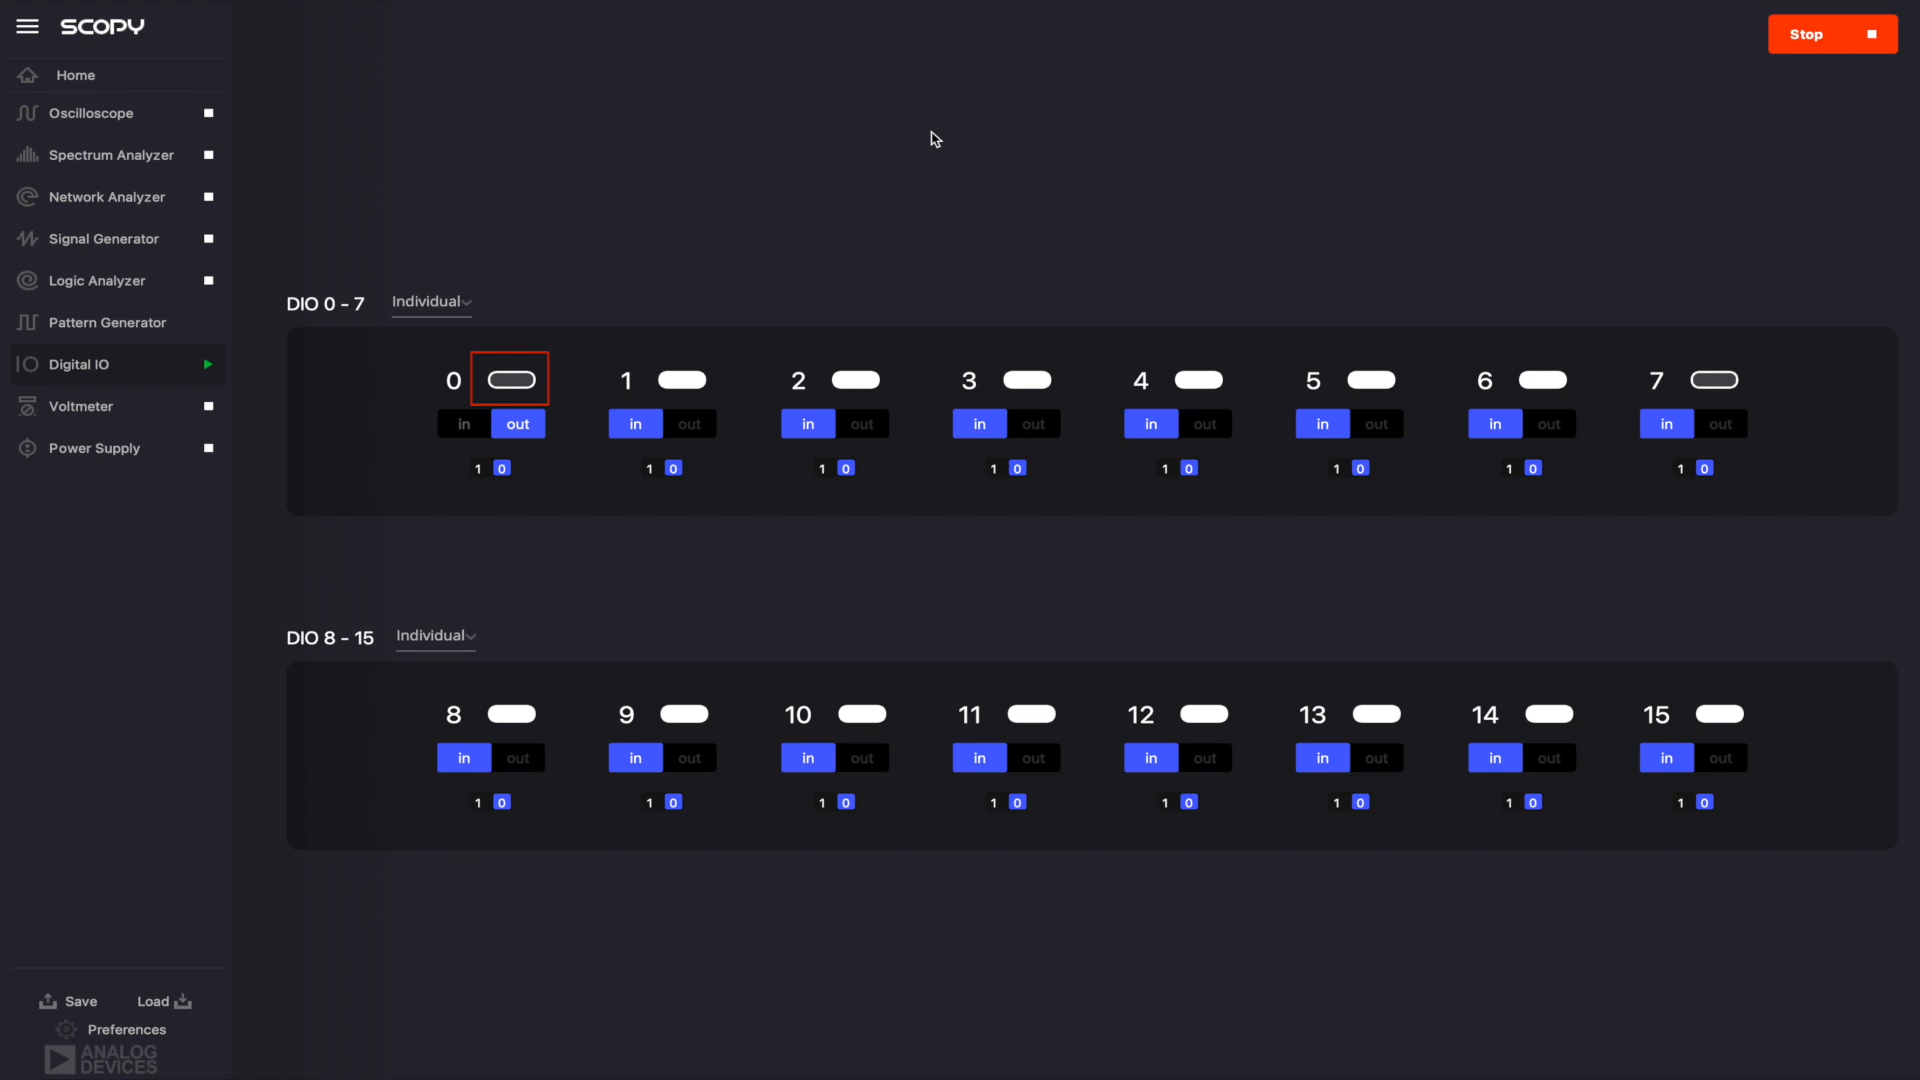 SCOPY
Stop
Home
Oscilloscope
Spectrum Analyzer
Network Analyzer
Signal Generator
Logic Analyzer
Pattern Generator
Digital IO
Voltmeter
Power Supply
DIO 0 - 7 Individual
0 1 2 3 4 5 6 7
in out in out in out in out in out in out in out in out
1 0 1 0 1 0 1 0 1 0 1 0 1 0 1 0
DIO 8 - 15 Individual
8 9 10 11 12 13 14 15
in out in out in out in out in out in out in out in out
1 0 1 0 1 0 1 0 1 0 1 0 1 0 1 0
Save Load
Preferences
ANALOG
DEVICES